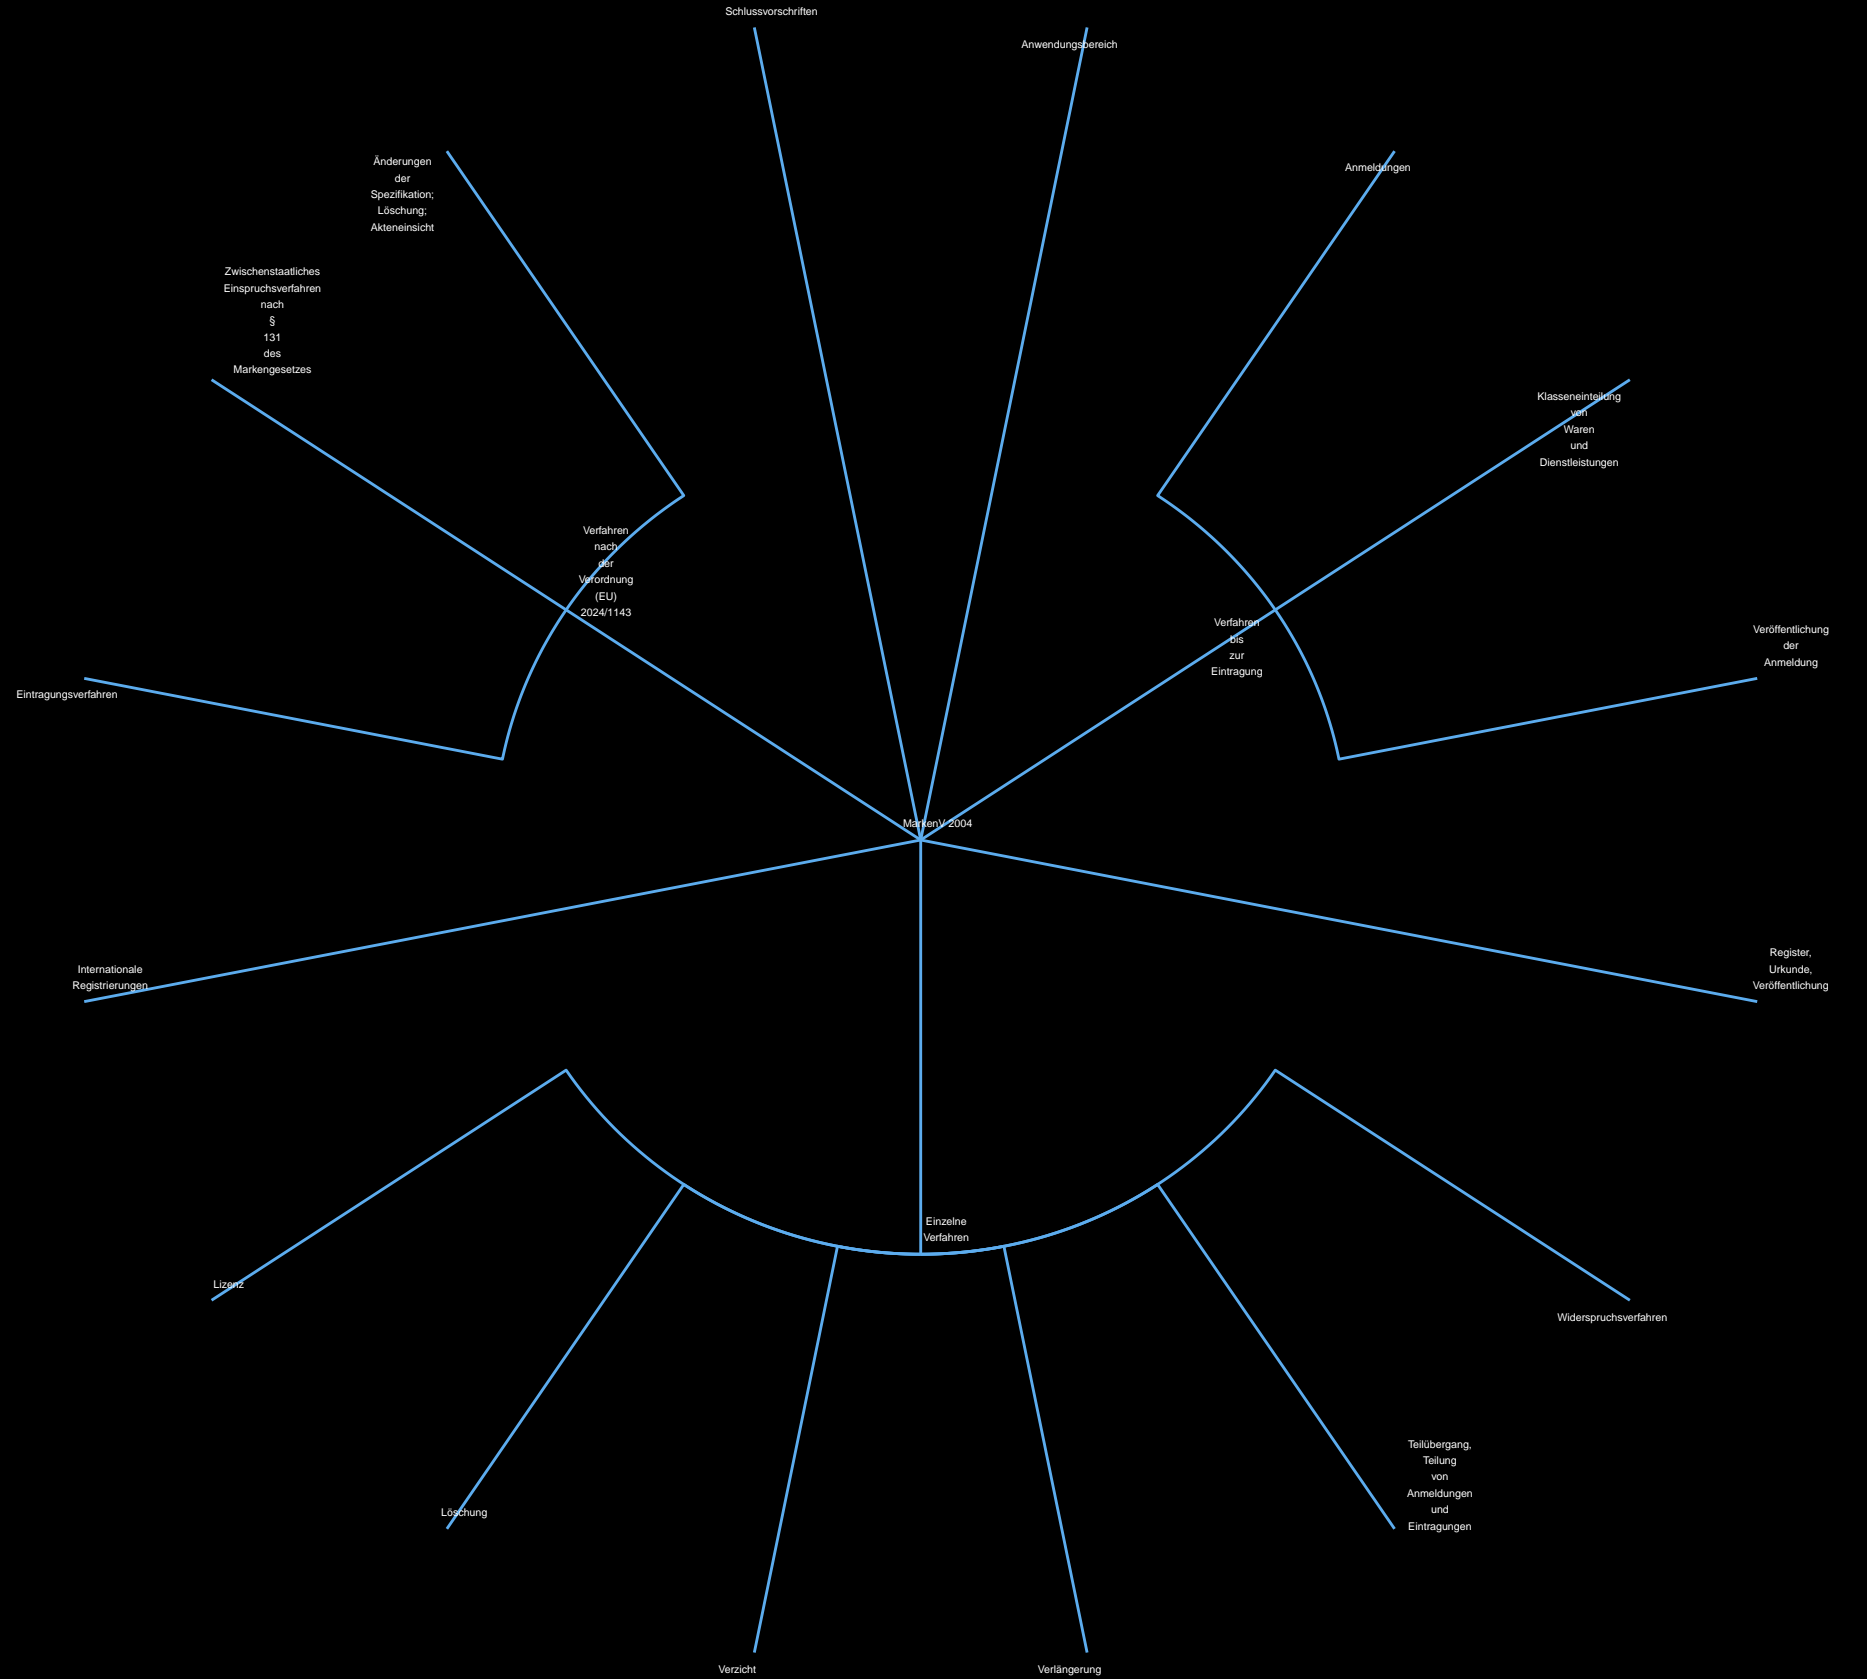 Schlussvorschriften
Anwendungsbereich
Änderungen
der
Spezifikation;
Löschung;
Akteneinsicht
Anmeldungen
Zwischenstaatliches
Einspruchsverfahren
nach
§
131
des
Markengesetzes
Klasseneinteilung
von
Waren
und
Dienstleistungen
Verfahren
nach
der
Verordnung
(EU)
2024/1143
Verfahren
bis
zur
Eintragung
Veröffentlichung
der
Anmeldung
Eintragungsverfahren
MarkenV 2004
Internationale
Registrierungen
Register,
Urkunde,
Veröffentlichung
Einzelne
Verfahren
Lizenz
Widerspruchsverfahren
Löschung
Teilübergang,
Teilung
von
Anmeldungen
und
Eintragungen
Verzicht
Verlängerung